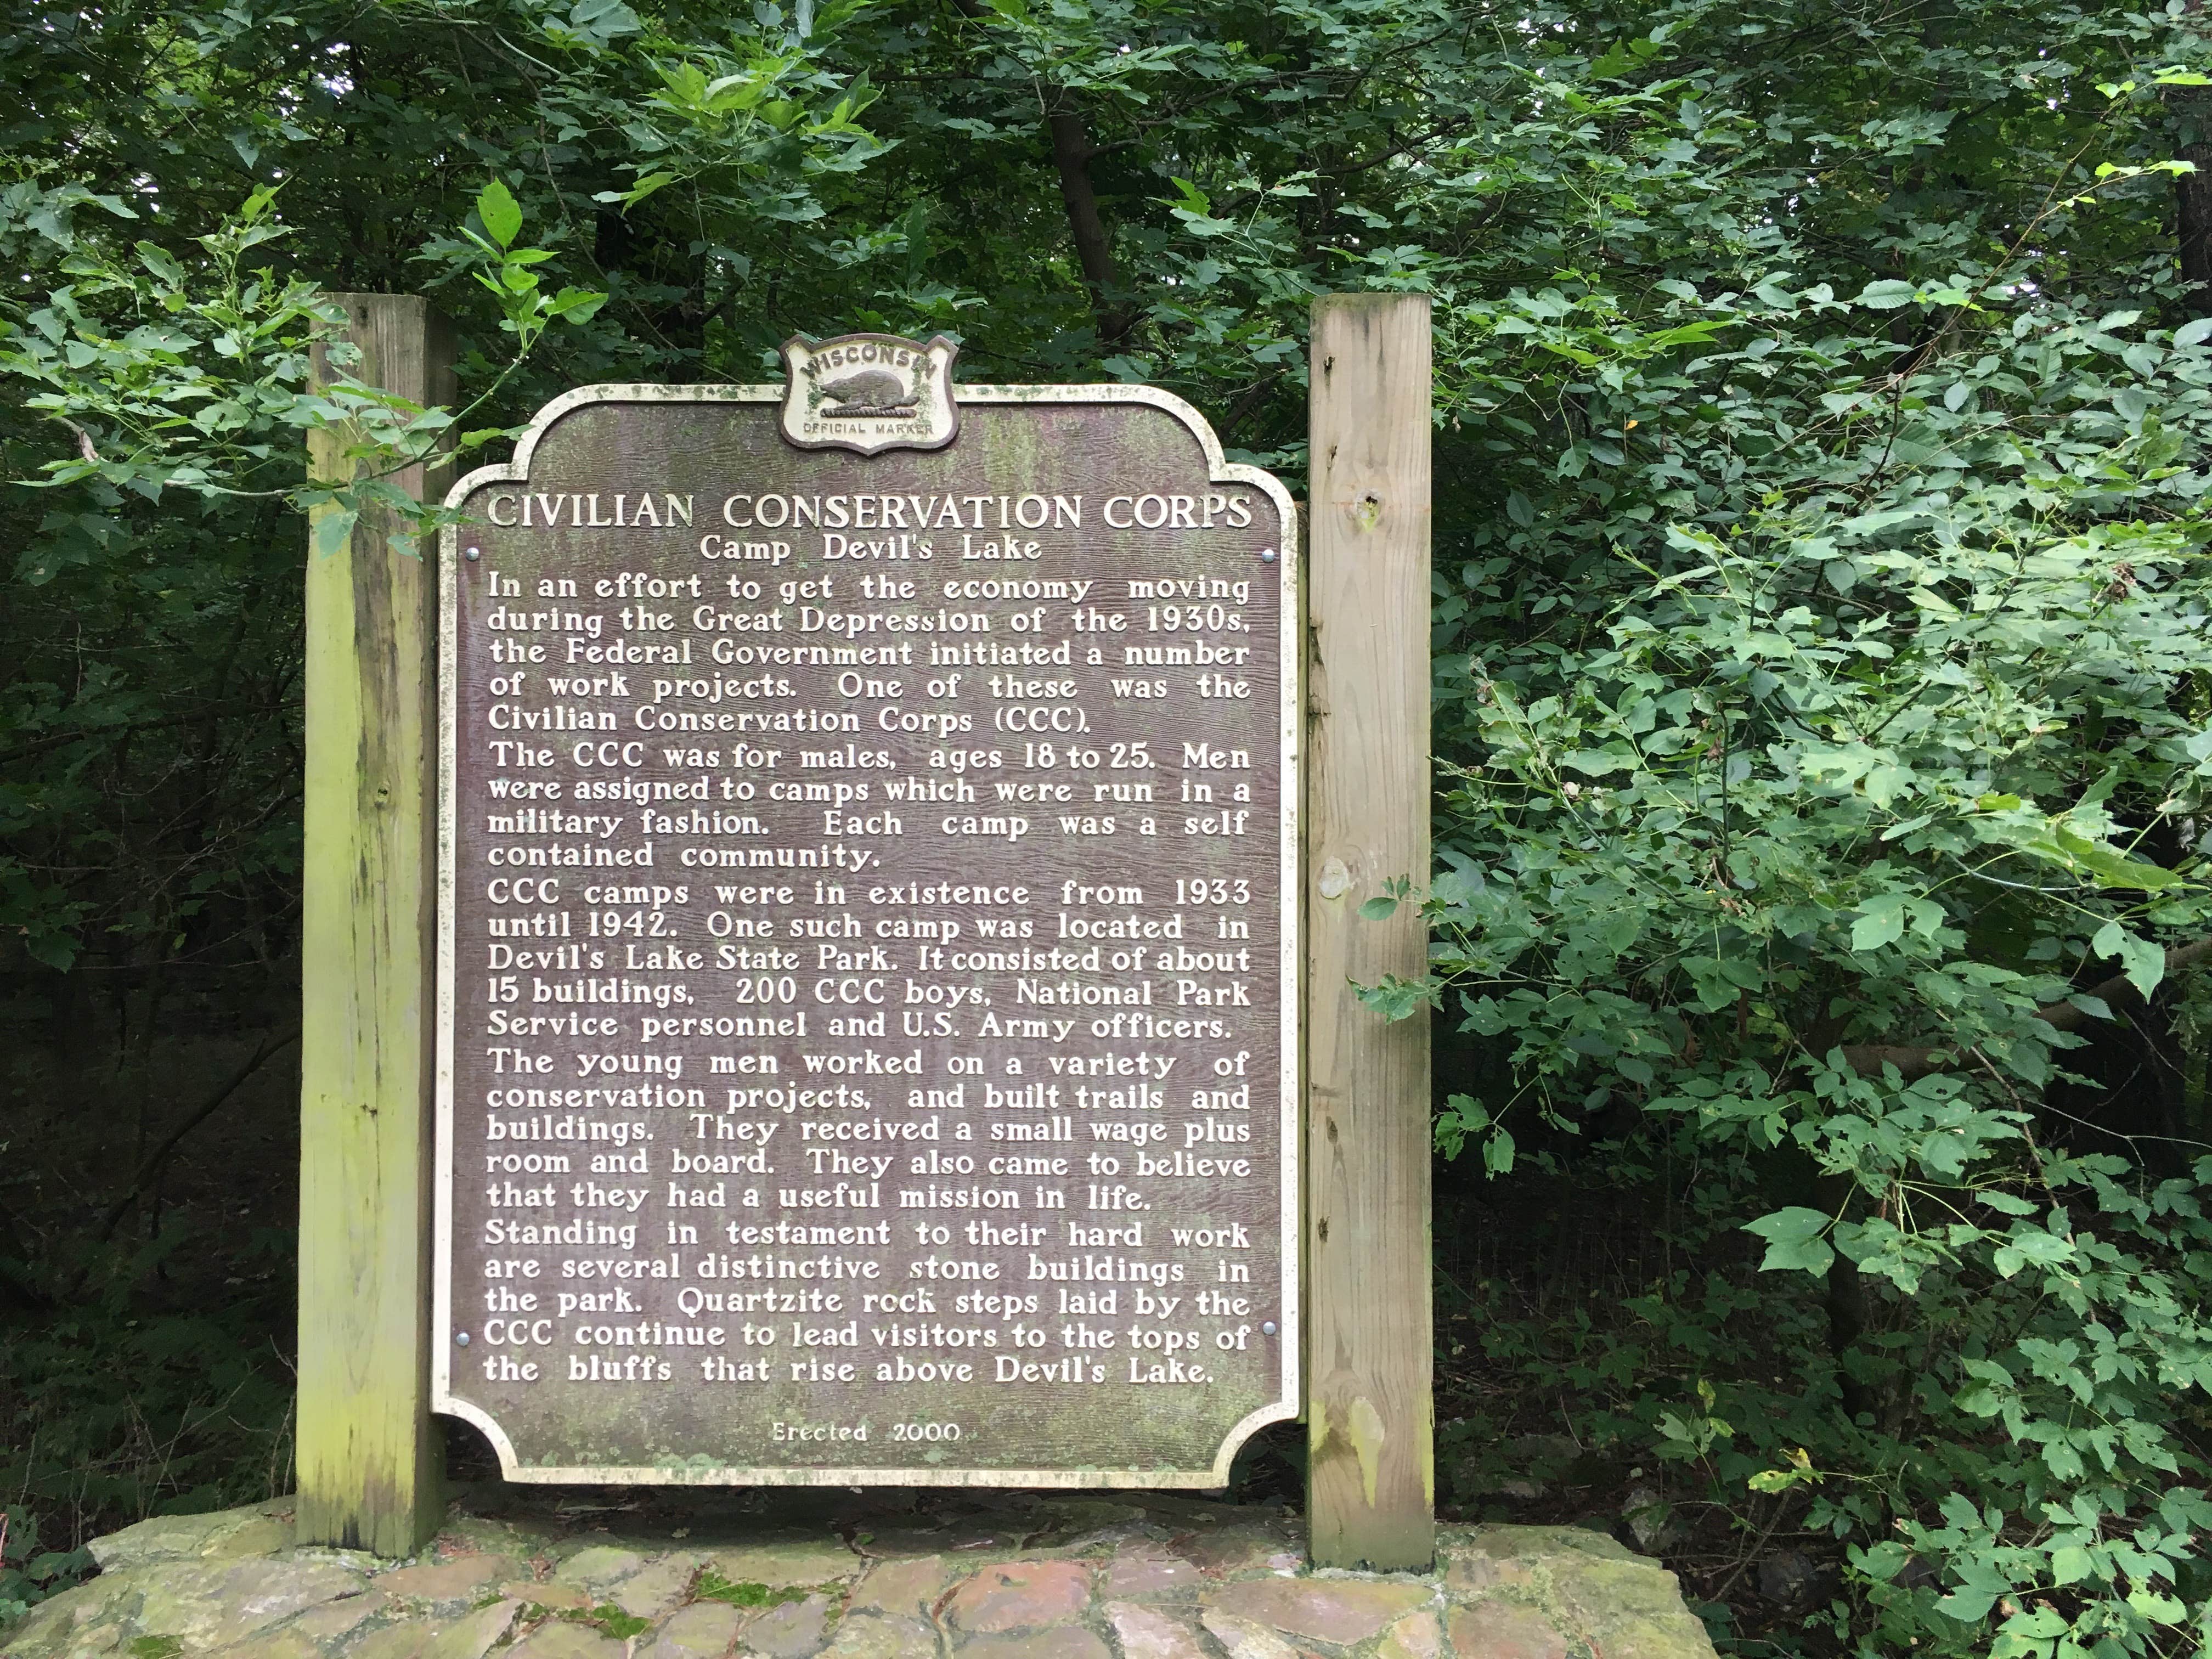 WISCONSIN
OFFICIAL MARKER
CIVILIAN CONSERVATION CORPS
Camp Devil's Lake
In an effort to get the economy moving
during the Great Depression of the 1930s,
the Federal Government initiated a number
of work projects. One of these was the
Civilian Conservation Corps (CCC).
The CCC was for males, ages 18 to 25. Men
were assigned to camps which were run in a
military fashion. Each camp was a self
contained community.
CCC camps were in existence from 1933
until 1942. One such camp was located in
Devil's Lake State Park. It consisted of about
15 buildings, 200 CCC boys, National Park
Service personnel and U.S. Army officers.
The young men worked on a variety of
conservation projects, and built trails and
buildings. They received a small wage plus
room and board. They also came to believe
that they had a useful mission in life.
Standing in testament to their hard work
are several distinctive stone buildings in
the park. Quartzite rock steps laid by the
CCC continue to lead visitors to the tops of
the bluffs that rise above Devil's Lake.
Erected 2000